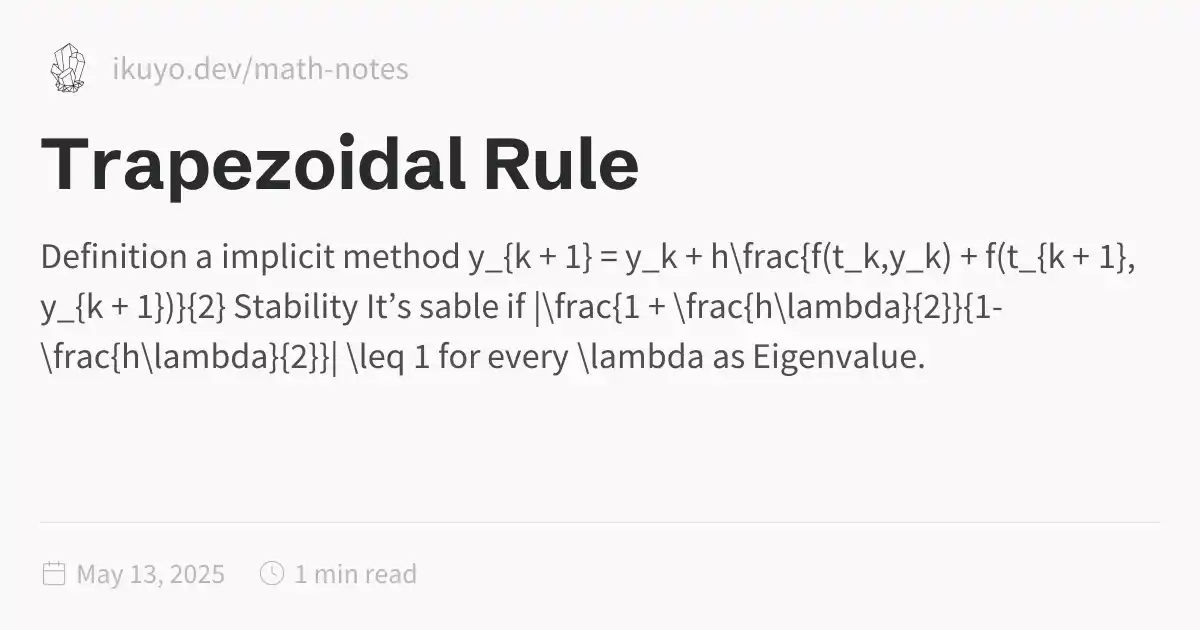 ikuyo.dev/math-notes
Trapezoidal Rule
Definition a implicit method y_{k + 1} = y_k + h\frac{f(t_k,y_k) + f(t_{k + 1},
y_{k + 1})}{2} Stability It’s sable if |\frac{1 + \frac{h\lambda}{2}}{1-
\frac{h\lambda}{2}}| \leq 1 for every \lambda as Eigenvalue.
May 13, 2025 1 min read